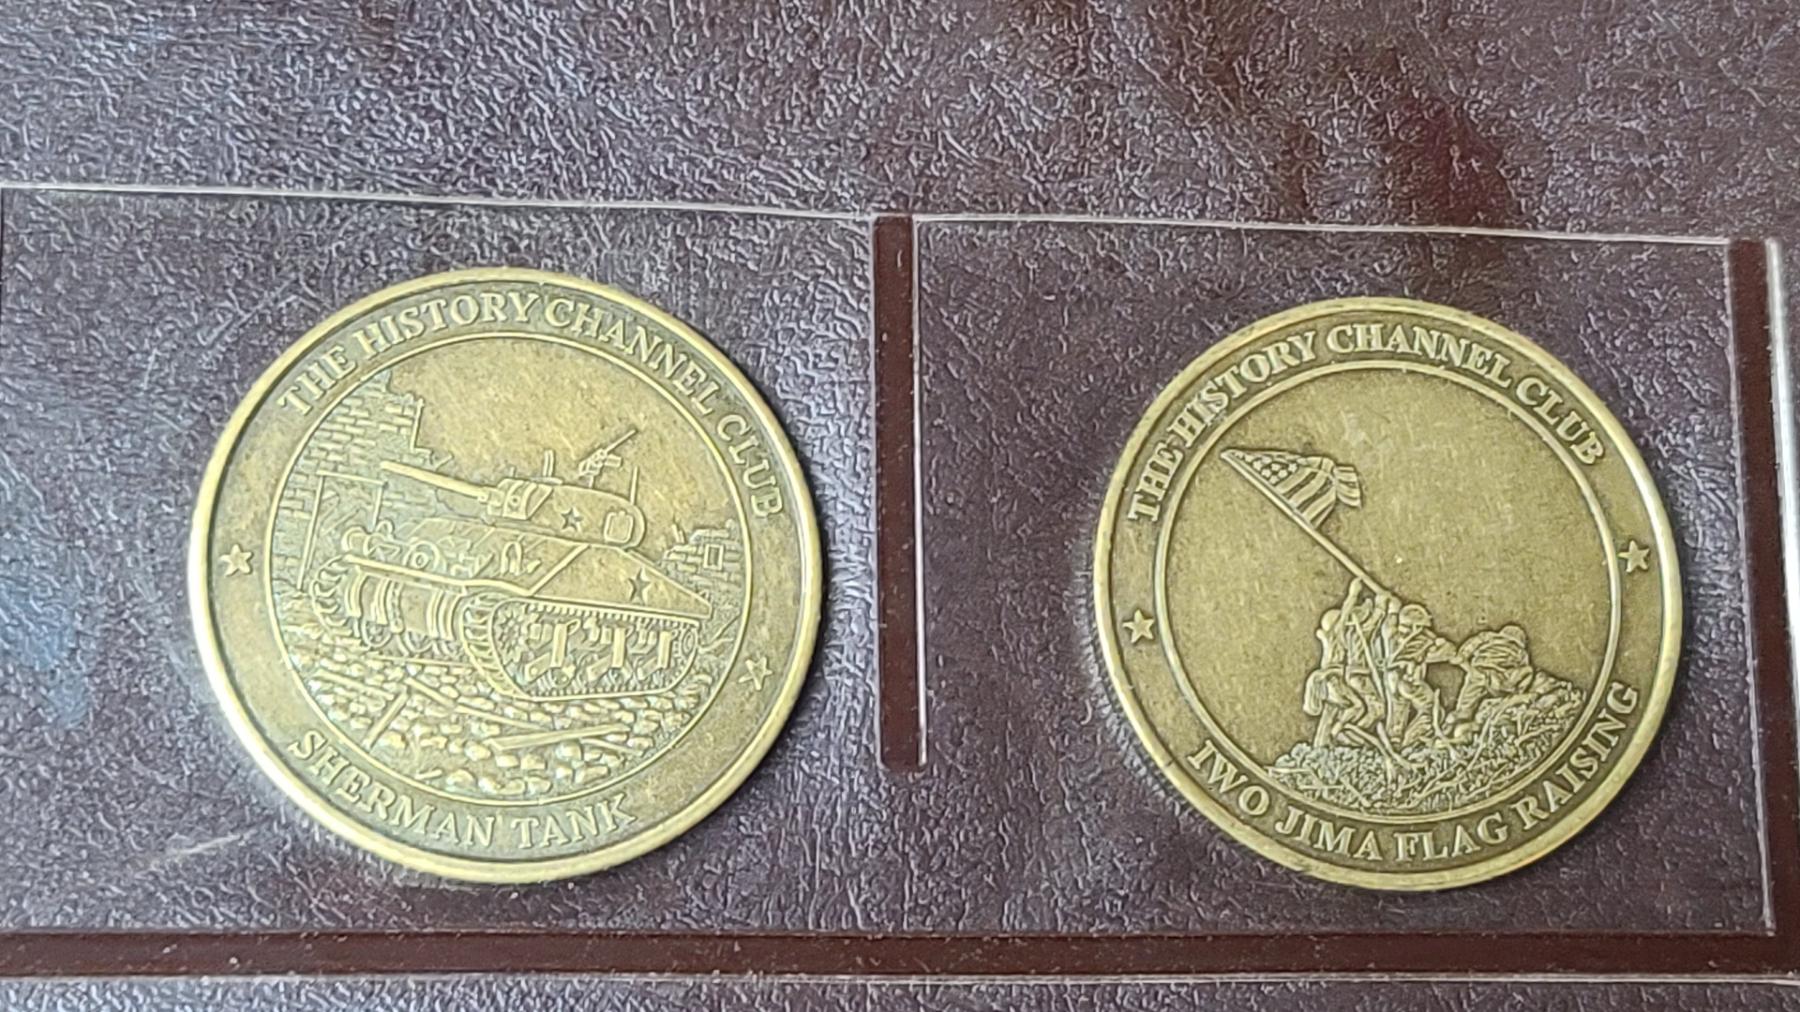 THE HISTORY CHANNEL CLUB
SHERMAN TANK
THE HISTORY CHANNEL CLUB
IWO JIMA FLAG RAISING